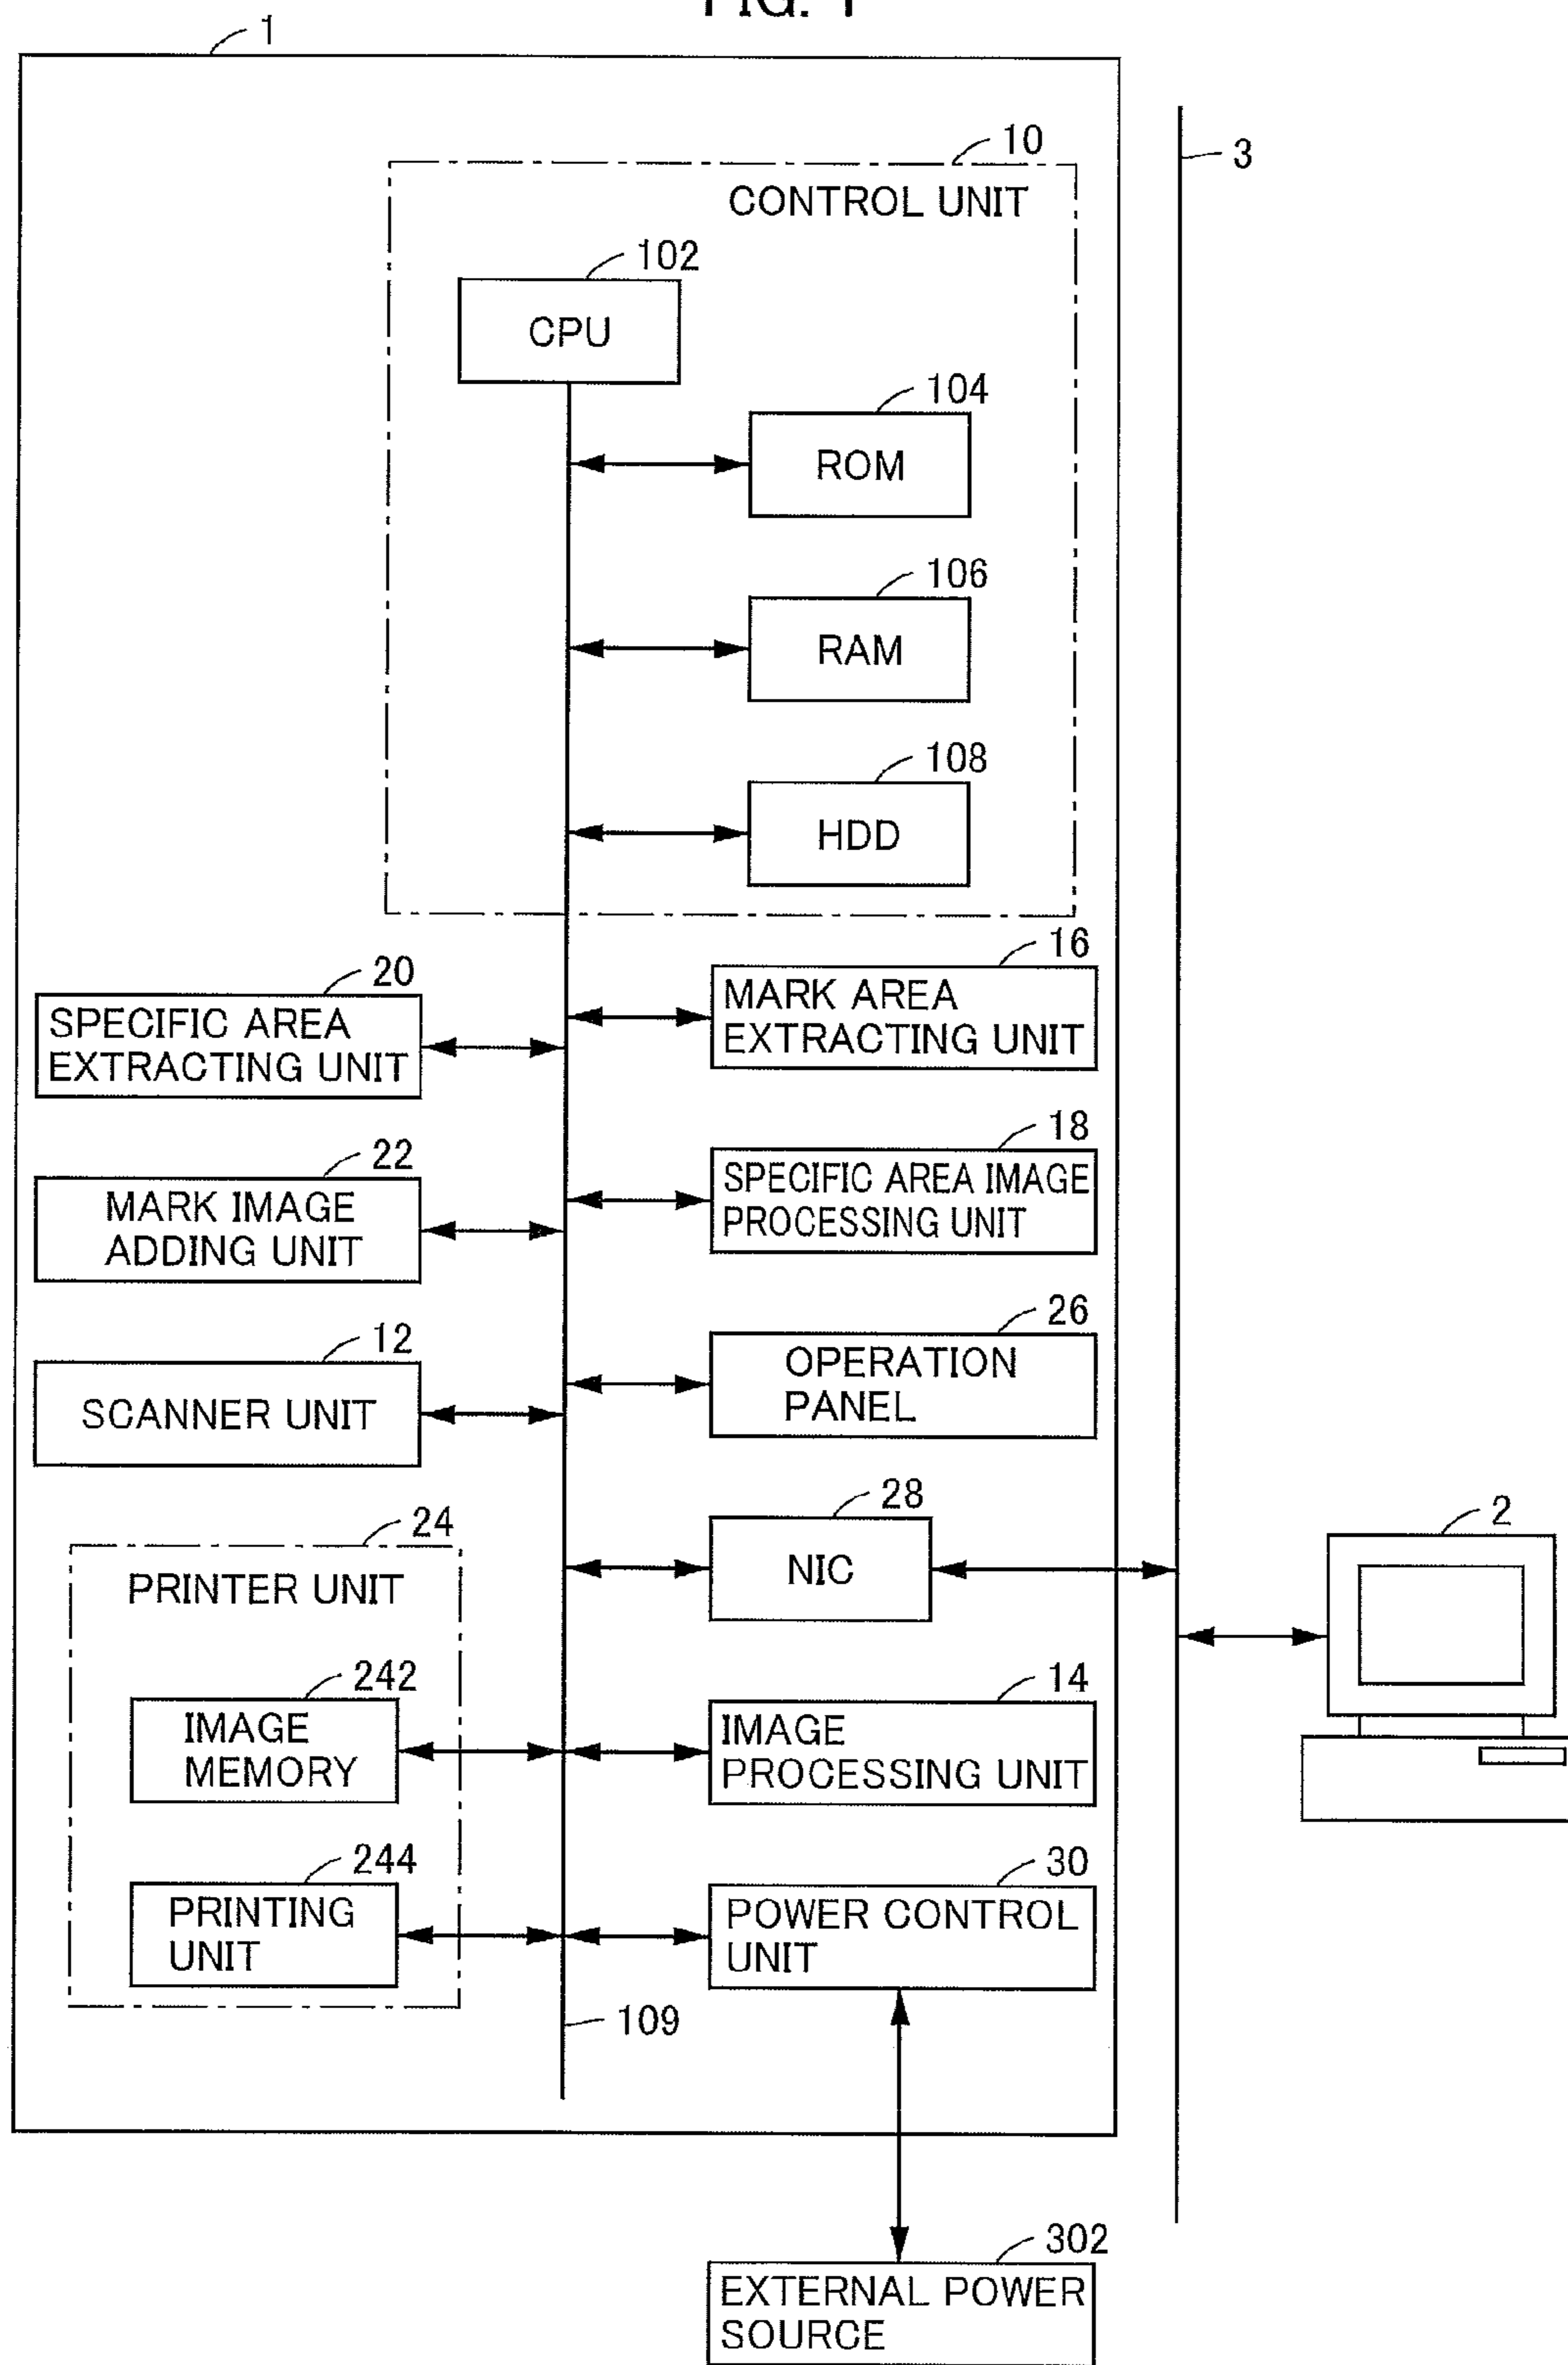 FIG. 1
1
10
3
CONTROL UNIT
102
CPU
104
ROM
106
RAM
108
HDD
16
MARK AREA
EXTRACTING UNIT
20
SPECIFIC AREA
EXTRACTING UNIT
18
SPECIFIC AREA IMAGE
PROCESSING UNIT
22
MARK IMAGE
ADDING UNIT
26
OPERATION
PANEL
12
SCANNER UNIT
28
NIC
2
24
PRINTER UNIT
242
IMAGE
MEMORY
14
IMAGE
PROCESSING UNIT
244
PRINTING
UNIT
30
POWER CONTROL
UNIT
109
302
EXTERNAL POWER
SOURCE